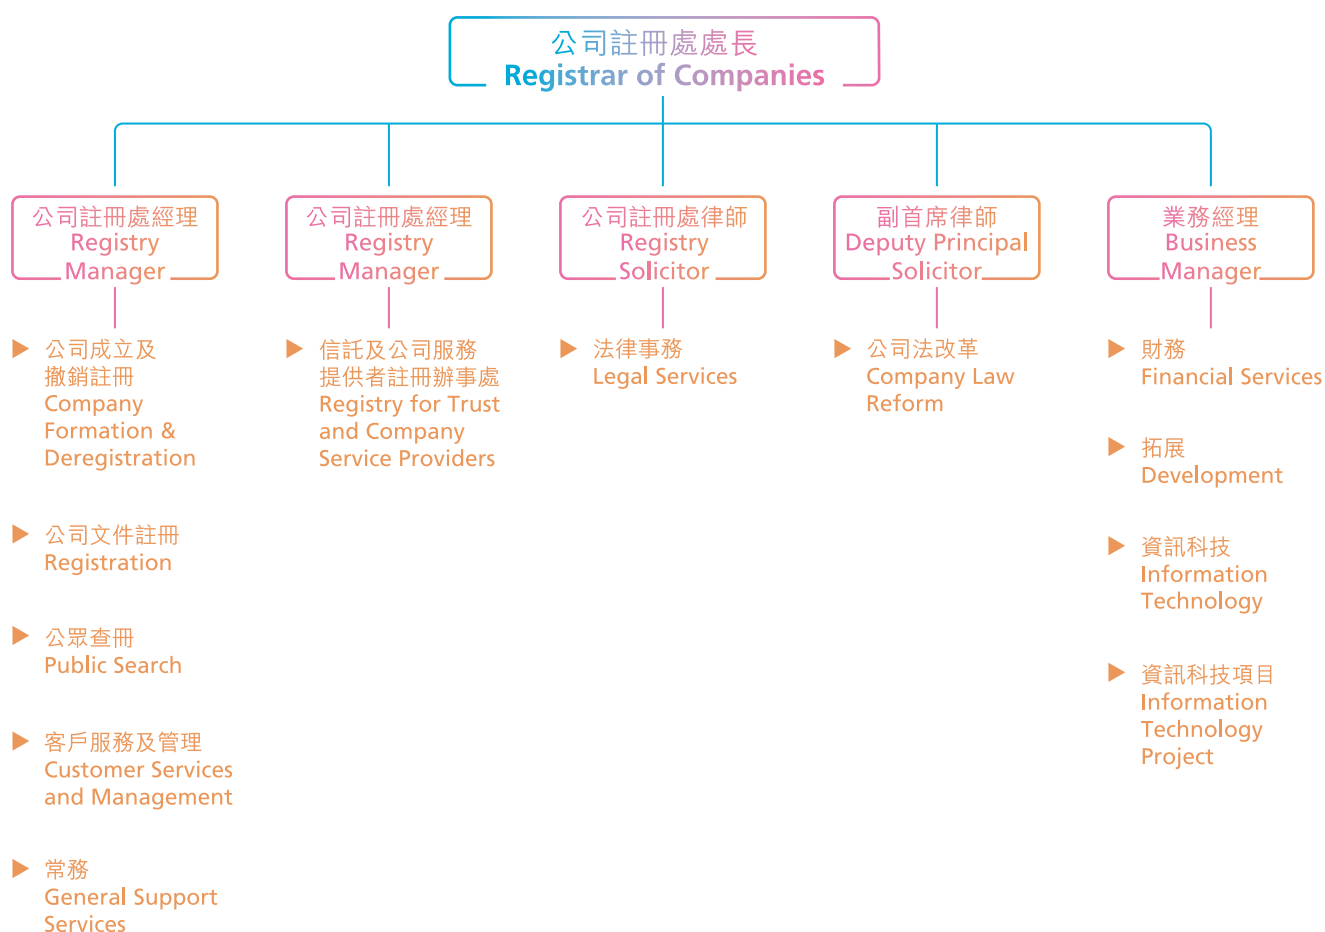 公司註冊處處長
Registrar of Companies
公司註冊處經理
Registry
Manager
公司註冊處經理
Registry
Manager
公司註冊處律師
Registry
Solicitor
副首席律師
Deputy Principal
Solicitor
業務經理
Business
Manager
公司成立及
撤銷註冊
Company
Formation &
Deregistration
公司文件註冊
Registration
公眾查冊
Public Search
客戶服務及管理
Customer Services
and Management
常務
General Support
Services
信託及公司服務
提供者註冊辦事處
Registry for Trust
and Company
Service Providers
法律事務
Legal Services
公司法改革
Company Law
Reform
財務
Financial Services
拓展
Development
資訊科技
Information
Technology
資訊科技項目
Information
Technology
Project